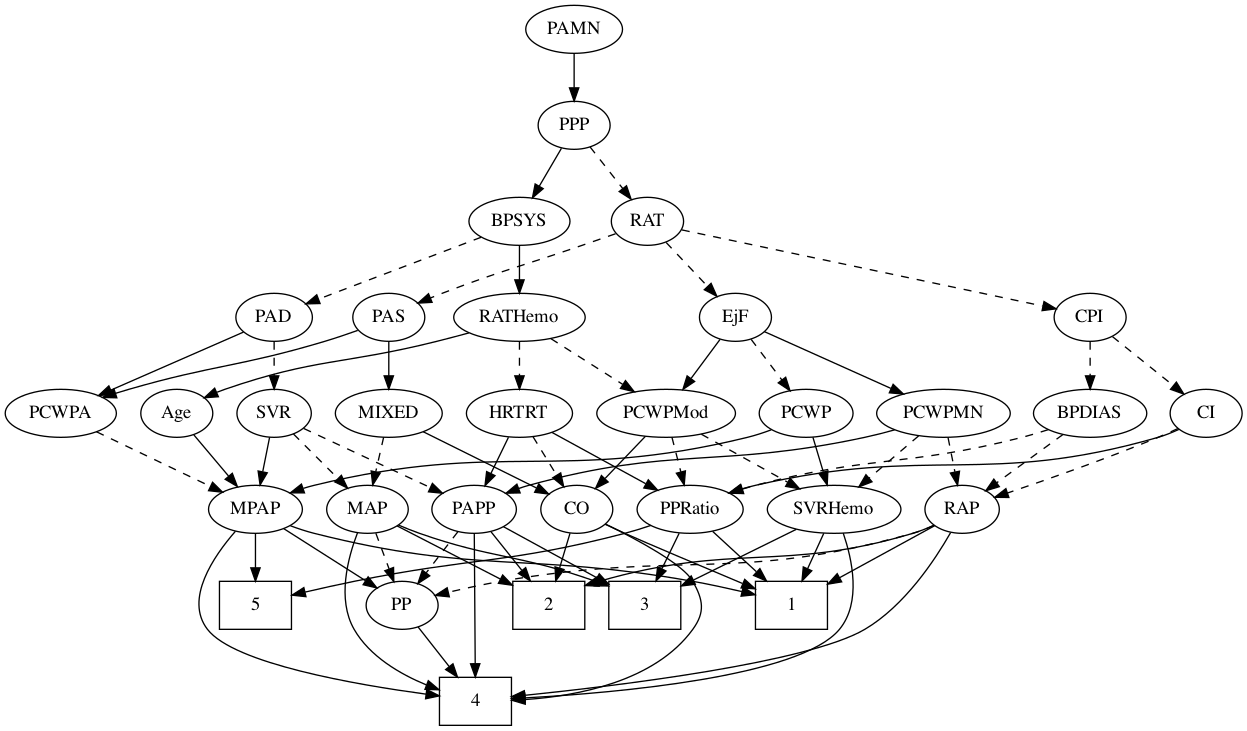 PAMN
PPP
BPSYS
RAT
PAD
PAS
RATHemo
EjF
CPI
PCWPA
Age
SVR
MIXED
HRTRT
PCWPMod
PCWP
PCWPMN
BPDIAS
CI
MPAP
MAP
PAPP
CO
PPRatio
SVRHemo
RAP
5
PP
2
3
1
4